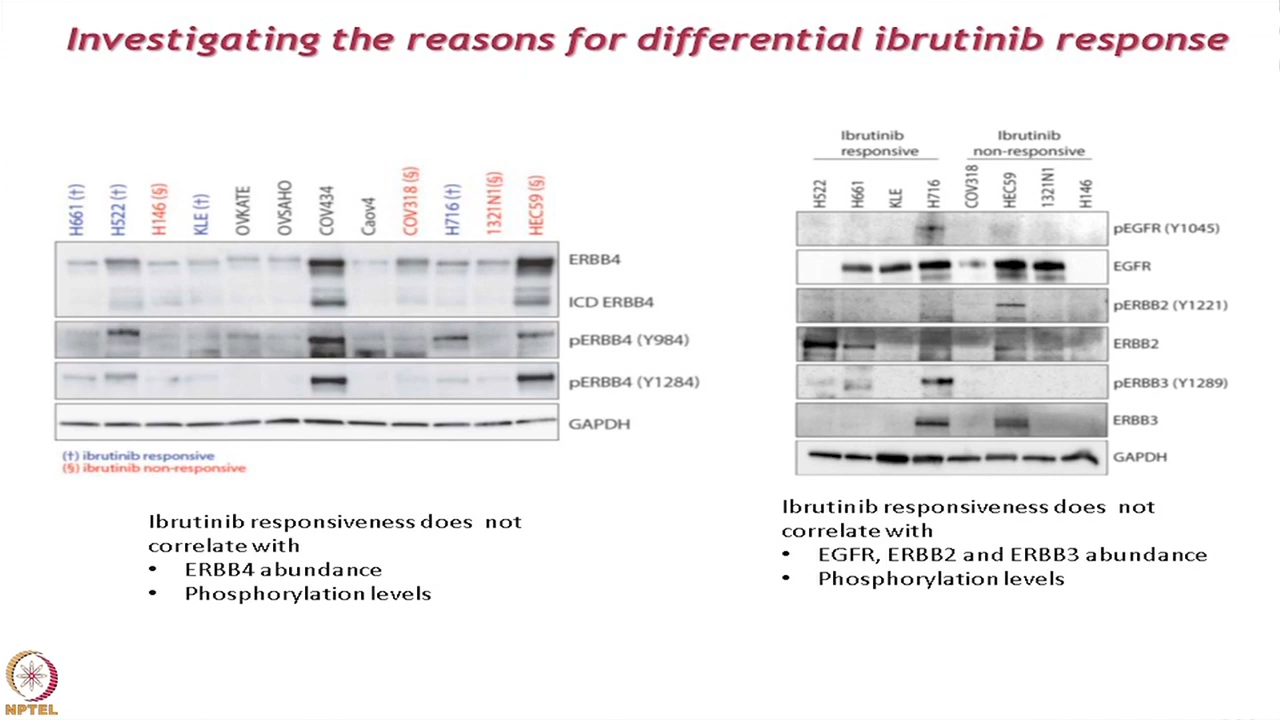 Investigating the reasons for differential ibrutinib response
H661 (†)
H522 (†)
H146 (§)
KLE (†)
OVKATE
OVSAHO
COV434
Caov4
COV318 (§)
H716 (†)
1321N1(§)
HEC59 (§)
ERBB4
ICD ERBB4
pERBB4 (Y984)
pERBB4 (Y1284)
GAPDH
(†) ibrutinib responsive
(§) ibrutinib non-responsive
Ibrutinib responsiveness does not
correlate with
• ERBB4 abundance
• Phosphorylation levels
Ibrutinib
responsive
Ibrutinib
non-responsive
H522
H661
KLE
H716
COV318
HEC59
1321N1
H146
pEGFR (Y1045)
EGFR
pERBB2 (Y1221)
ERBB2
pERBB3 (Y1289)
ERBB3
GAPDH
Ibrutinib responsiveness does not
correlate with
• EGFR, ERBB2 and ERBB3 abundance
• Phosphorylation levels
NPTEL